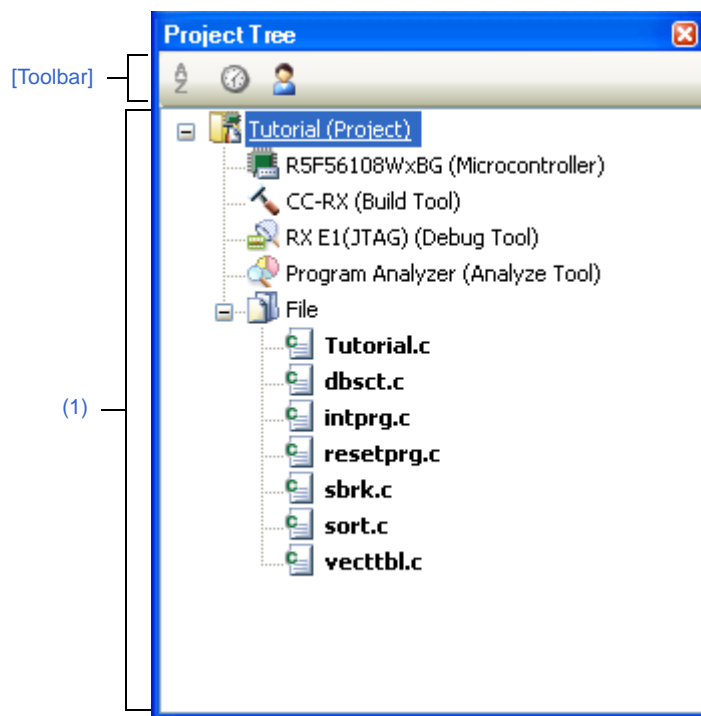 Project Tree
[Toolbar]
Tutorial (Project)
R5F56108WxBG (Microcontroller)
CC-RX (Build Tool)
RX E1(JTAG) (Debug Tool)
Program Analyzer (Analyze Tool)
File
Tutorial.c
dbsct.c
(1)
intprg.c
resetprg.c
sbrk.c
sort.c
vecttbl.c